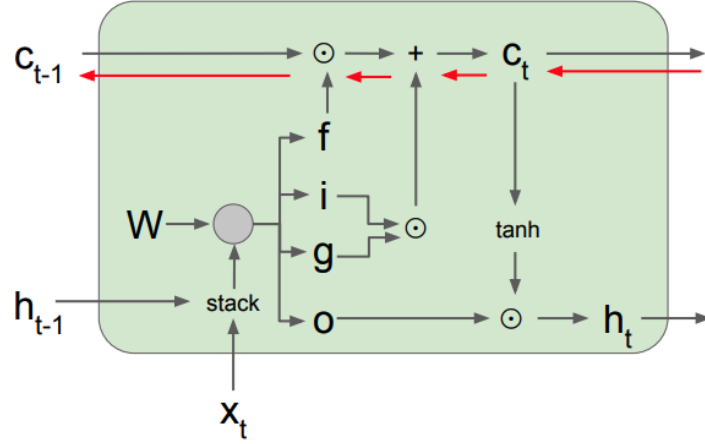 c_{t-1} ⊙ + c_t
f
W i
g ⊙ tanh
h_{t-1} stack
o ⊙ h_t
x_t